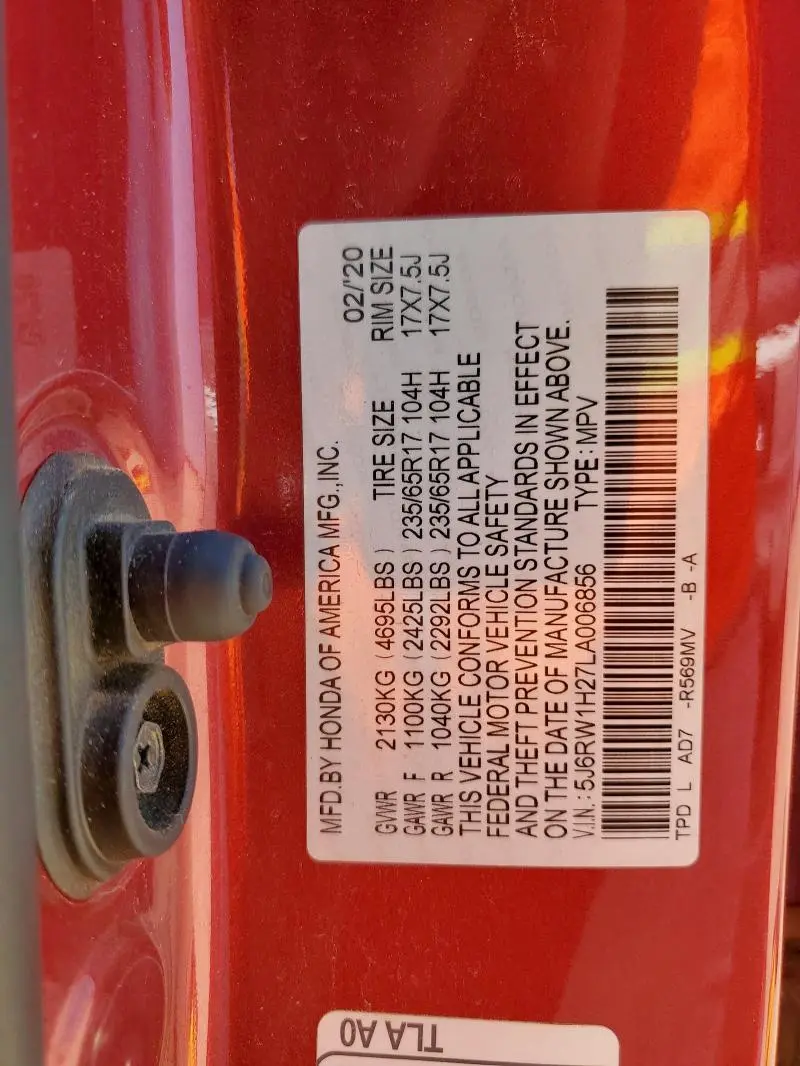 MFD.BY HONDA OF AMERICA MFG.,INC. 02/'20
GVWR 2130KG (4695LBS) TIRE SIZE RIM SIZE
GAWR F 1100KG (2425LBS) 235/65R17 104H 17X7.5J
GAWR R 1040KG (2292LBS) 235/65R17 104H 17X7.5J
THIS VEHICLE CONFORMS TO ALL APPLICABLE
FEDERAL MOTOR VEHICLE SAFETY
AND THEFT PREVENTION STANDARDS IN EFFECT
ON THE DATE OF MANUFACTURE SHOWN ABOVE.
V.I.N.: 5J6RW1H27LA006856 TYPE: MPV
TPD L AD7 -R569MV -B -A
TLA A0